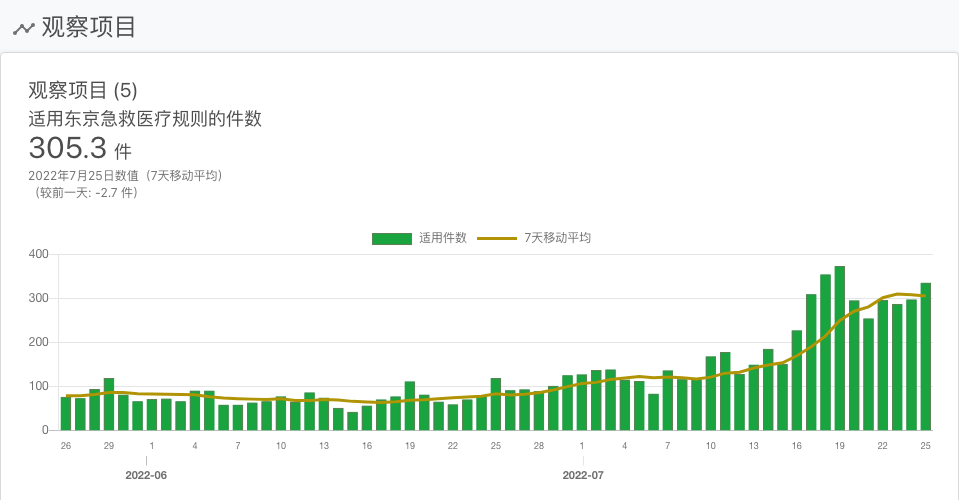 观察项目
观察项目 (5)
适用东京急救医疗规则的件数
305.3 件
2022年7月25日数值（7天移动平均）
（较前一天: -2.7 件）
适用件数 7天移动平均
400
300
200
100
0
26 29 1 4 7 10 13 16 19 22 25 28 1 4 7 10 13 16 19 22 25
2022-06 2022-07